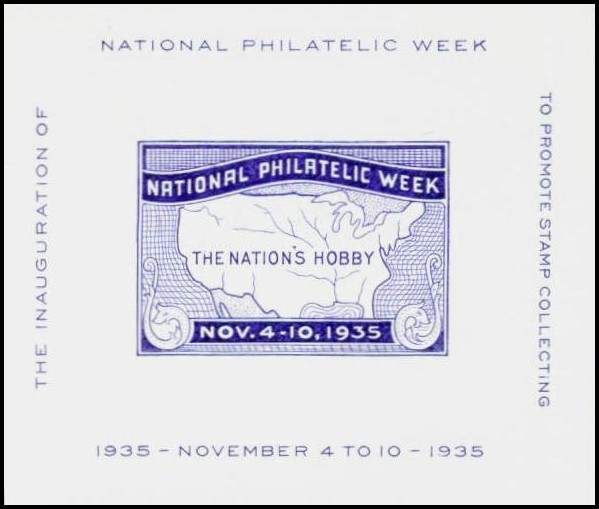 THE INAUGURATION OF
NATIONAL PHILATELIC WEEK
TO PROMOTE STAMP COLLECTING
NATIONAL PHILATELIC WEEK
THE NATION'S HOBBY
NOV. 4-10, 1935
1935 - NOVEMBER 4 TO 10 - 1935